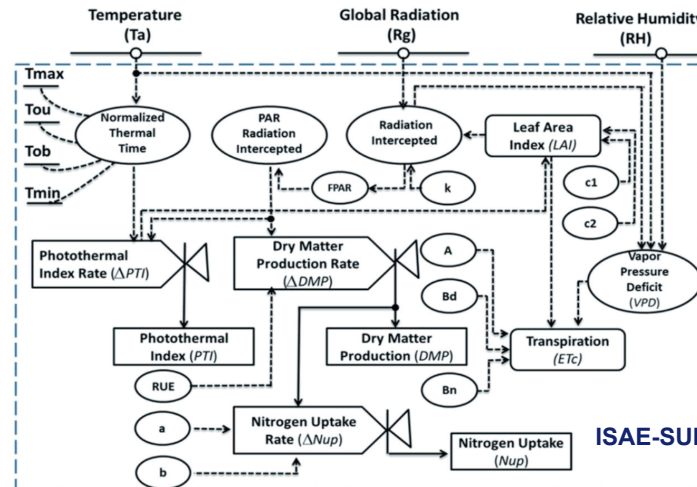 Temperature
(Ta)
Global Radiation
(Rg)
Relative Humidity
(RH)
Tmax
Tou
Tob
Tmin
Normalized
Thermal
Time
PAR
Radiation
Intercepted
Radiation
Intercepted
Leaf Area
Index (LAI)
FPAR
k
c1
c2
Photothermal
Index Rate (ΔPTI)
Dry Matter
Production Rate
(ΔDMP)
A
Bd
Bn
Vapor
Pressure
Deficit
(VPD)
Photothermal
Index (PTI)
Dry Matter
Production (DMP)
Transpiration
(ETc)
RUE
a
b
Nitrogen Uptake
Rate (ΔNup)
Nitrogen Uptake
(Nup)